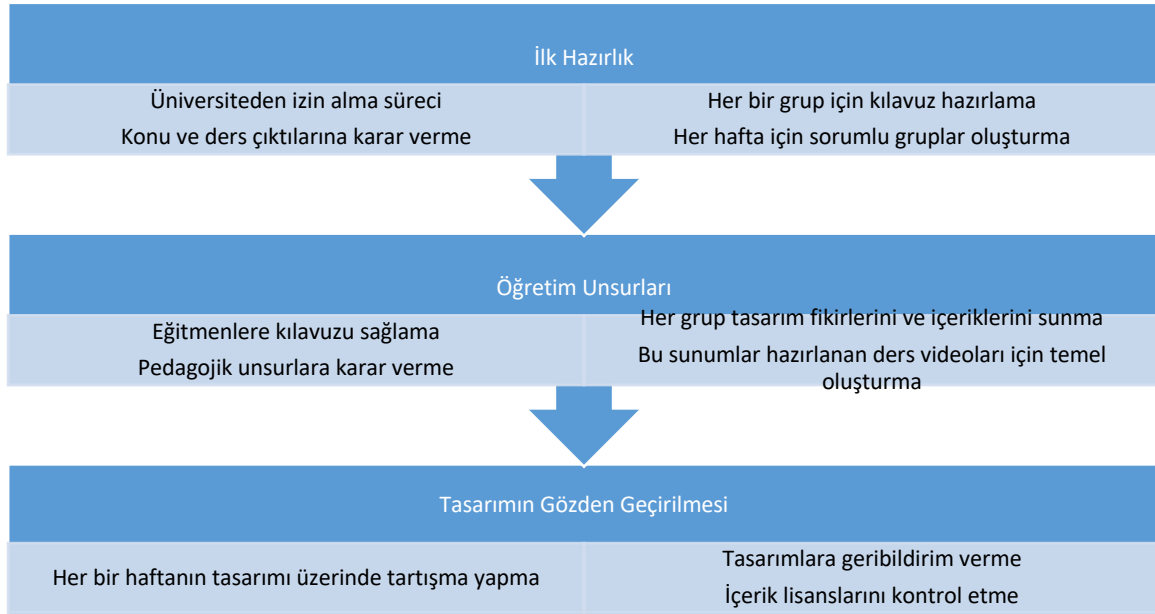 İlk Hazırlık
Üniversiteden izin alma süreci
Konu ve ders çıktılarına karar verme
Her bir grup için kılavuz hazırlama
Her hafta için sorumlu gruplar oluşturma
Öğretim Unsurları
Eğitmenlere kılavuzu sağlama
Pedagojik unsurlara karar verme
Her grup tasarım fikirlerini ve içeriklerini sunma
Bu sunumlar hazırlanan ders videoları için temel
oluşturma
Tasarımın Gözden Geçirilmesi
Her bir haftanın tasarımı üzerinde tartışma yapma
Tasarımlara geribildirim verme
İçerik lisanslarını kontrol etme